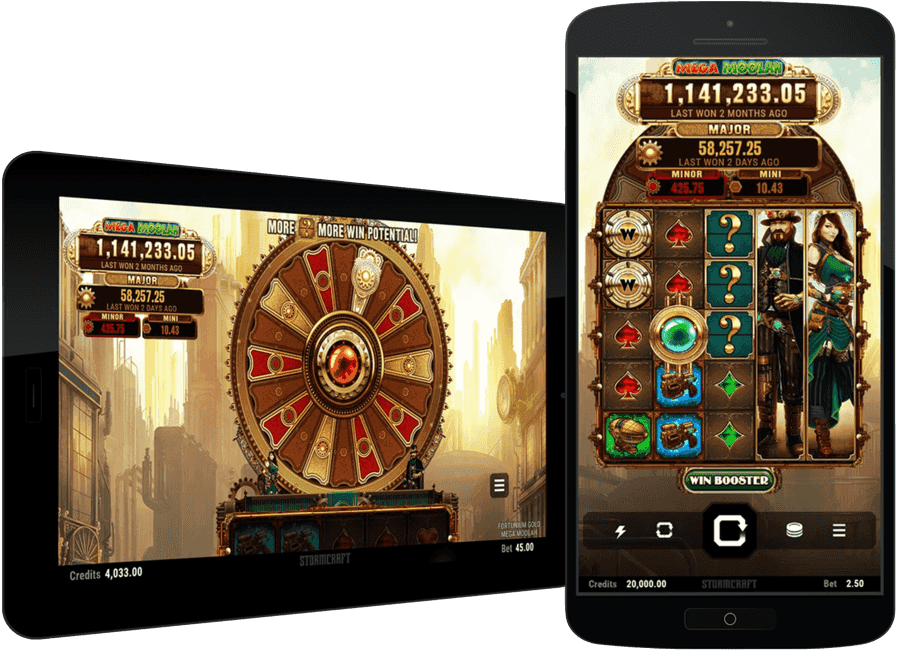 MEGA MOOLAH
1,141,233.05
LAST WON 2 MONTHS AGO
MAJOR
58,257.25
LAST WON 2 DAYS AGO
MINOR
MINI
425.75
10.43
MORE ? MORE WIN POTENTIAL!
FORTUNIUM GOLD
MEGA MOOLAH
Credits 4,033.00
STORMCRAFT
Bet 45.00
MEGA MOOLAH
1,141,233.05
LAST WON 2 MONTHS AGO
MAJOR
58,257.25
LAST WON 2 DAYS AGO
MINOR
MINI
425.75
10.43
W
?
W
?
?
WIN BOOSTER
Credits 20,000.00
STORMCRAFT
Bet 2.50